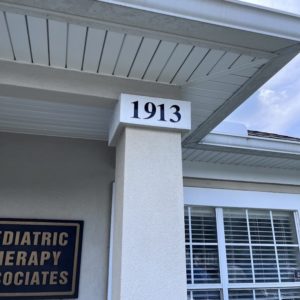 1913
EDIATRIC
HERAPY
SOCIATES